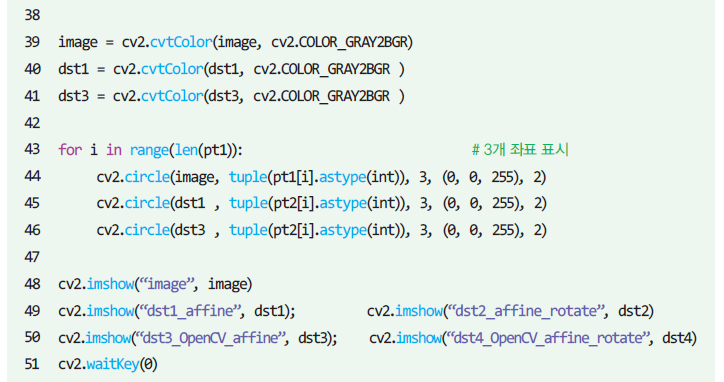 38
39 image = cv2.cvtColor(image, cv2.COLOR_GRAY2BGR)
40 dst1 = cv2.cvtColor(dst1, cv2.COLOR_GRAY2BGR )
41 dst3 = cv2.cvtColor(dst3, cv2.COLOR_GRAY2BGR )
42
43 for i in range(len(pt1)): # 3개 좌표 표시
44 cv2.circle(image, tuple(pt1[i].astype(int)), 3, (0, 0, 255), 2)
45 cv2.circle(dst1 , tuple(pt2[i].astype(int)), 3, (0, 0, 255), 2)
46 cv2.circle(dst3 , tuple(pt2[i].astype(int)), 3, (0, 0, 255), 2)
47
48 cv2.imshow(“image”, image)
49 cv2.imshow(“dst1_affine”, dst1); cv2.imshow(“dst2_affine_rotate”, dst2)
50 cv2.imshow(“dst3_OpenCV_affine”, dst3); cv2.imshow(“dst4_OpenCV_affine_rotate”, dst4)
51 cv2.waitKey(0)